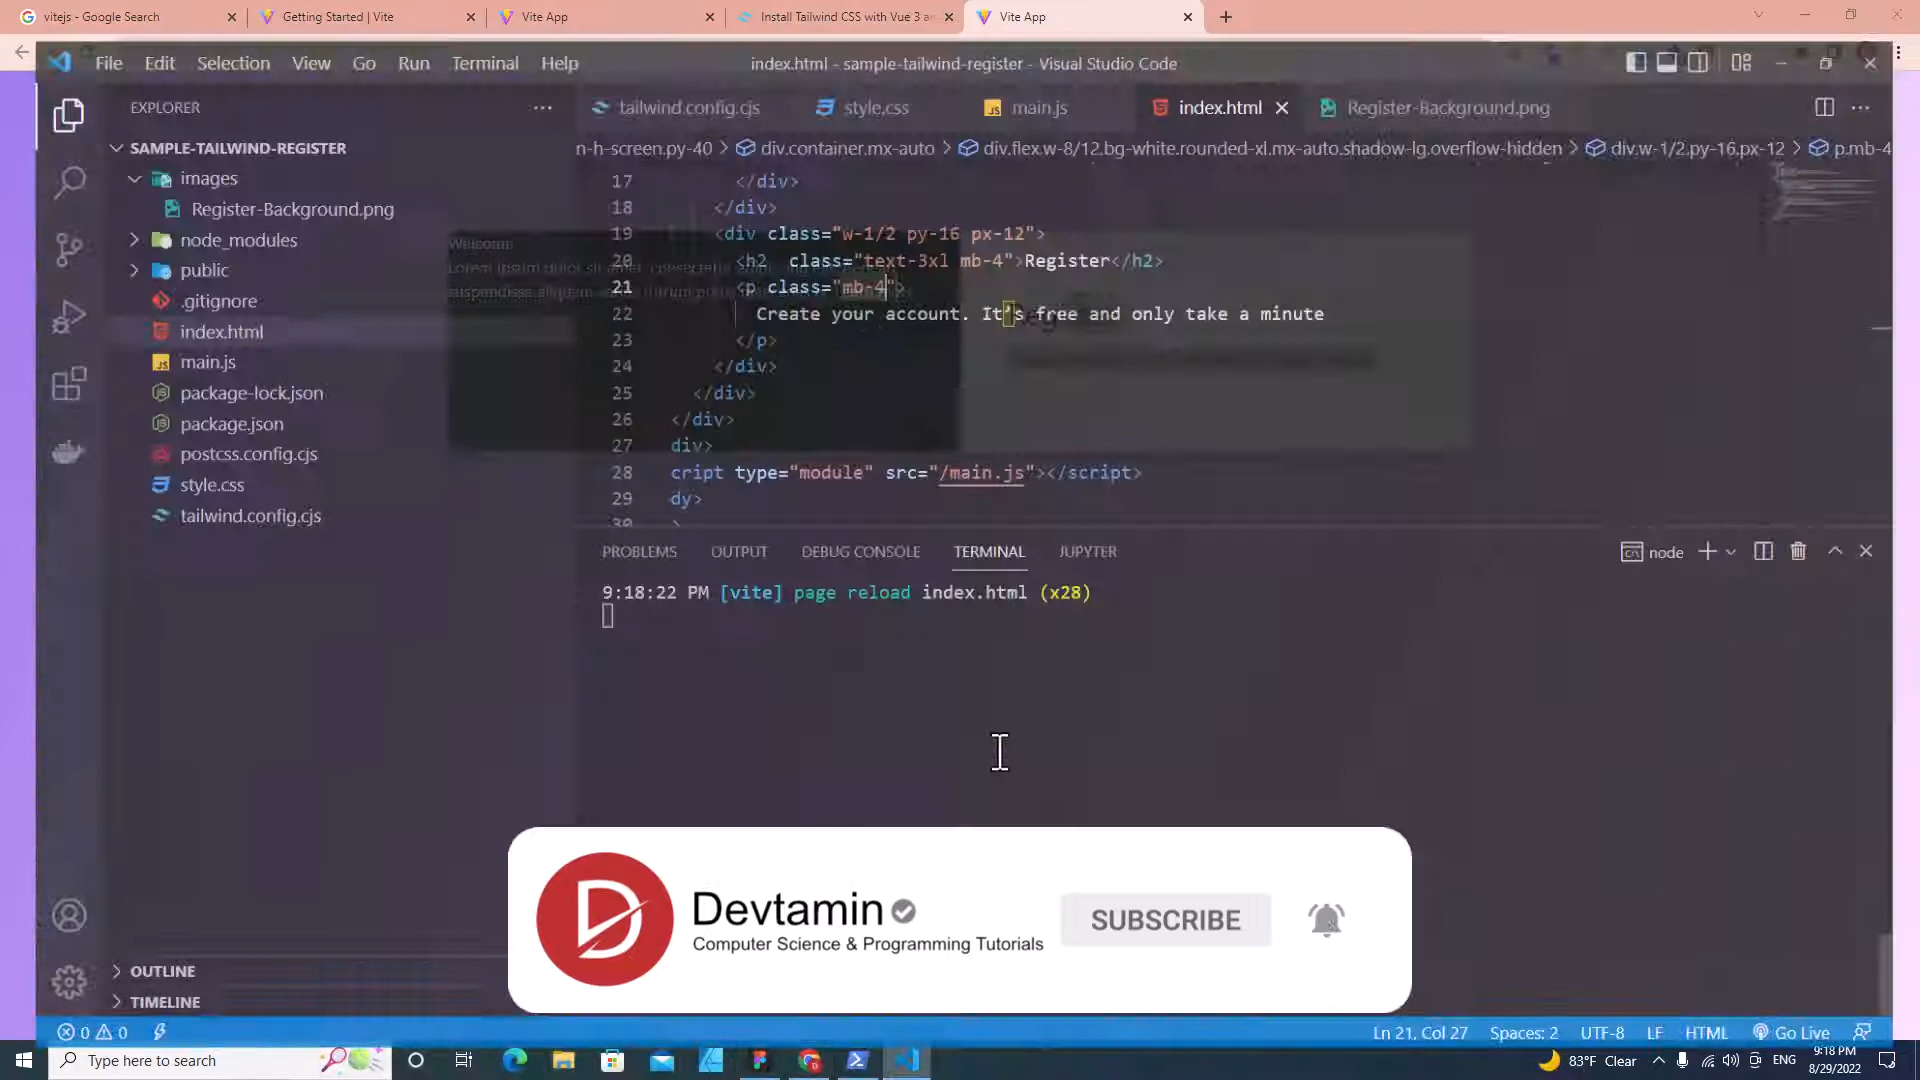 vitejs - Google Search
Getting Started | Vite
Vite App
Install Tailwind CSS with Vue 3 an
Vite App
File Edit Selection View Go Run Terminal Help
index.html - sample-tailwind-register - Visual Studio Code
EXPLORER
tailwind.config.cjs
style.css
main.js
index.html
Register-Background.png
n-h-screen.py-40 > div.container.mx-auto > div.flex.w-8/12.bg-white.rounded-xl.mx-auto.shadow-lg.overflow-hidden > div.w-1/2.py-16.px-12 > p.mb-4
SAMPLE-TAILWIND-REGISTER
images
Register-Background.png
node_modules
public
.gitignore
index.html
main.js
package-lock.json
package.json
postcss.config.cjs
style.css
tailwind.config.cjs
17 </div>
18 </div>
19 <div class="w-1/2 py-16 px-12">
20 <h2  class="text-3xl mb-4">Register</h2>
21 <p class="mb-4">
22 Create your account. It's free and only take a minute
23 </p>
24 </div>
25 </div>
26 </div>
27 div>
28 cript type="module" src="/main.js"></script>
29 dy>
30 >
Welcome
Lorem ipsum dolor sit amet, consectetur adipiscing elit.
PROBLEMS OUTPUT DEBUG CONSOLE TERMINAL JUPYTER
node
9:18:22 PM [vite] page reload index.html (x28)
Devtamin
Computer Science & Programming Tutorials
SUBSCRIBE
OUTLINE
TIMELINE
0 0
Ln 21, Col 27 Spaces: 2 UTF-8 LF HTML Go Live
Type here to search
83°F Clear
ENG
9:18 PM
8/29/2022